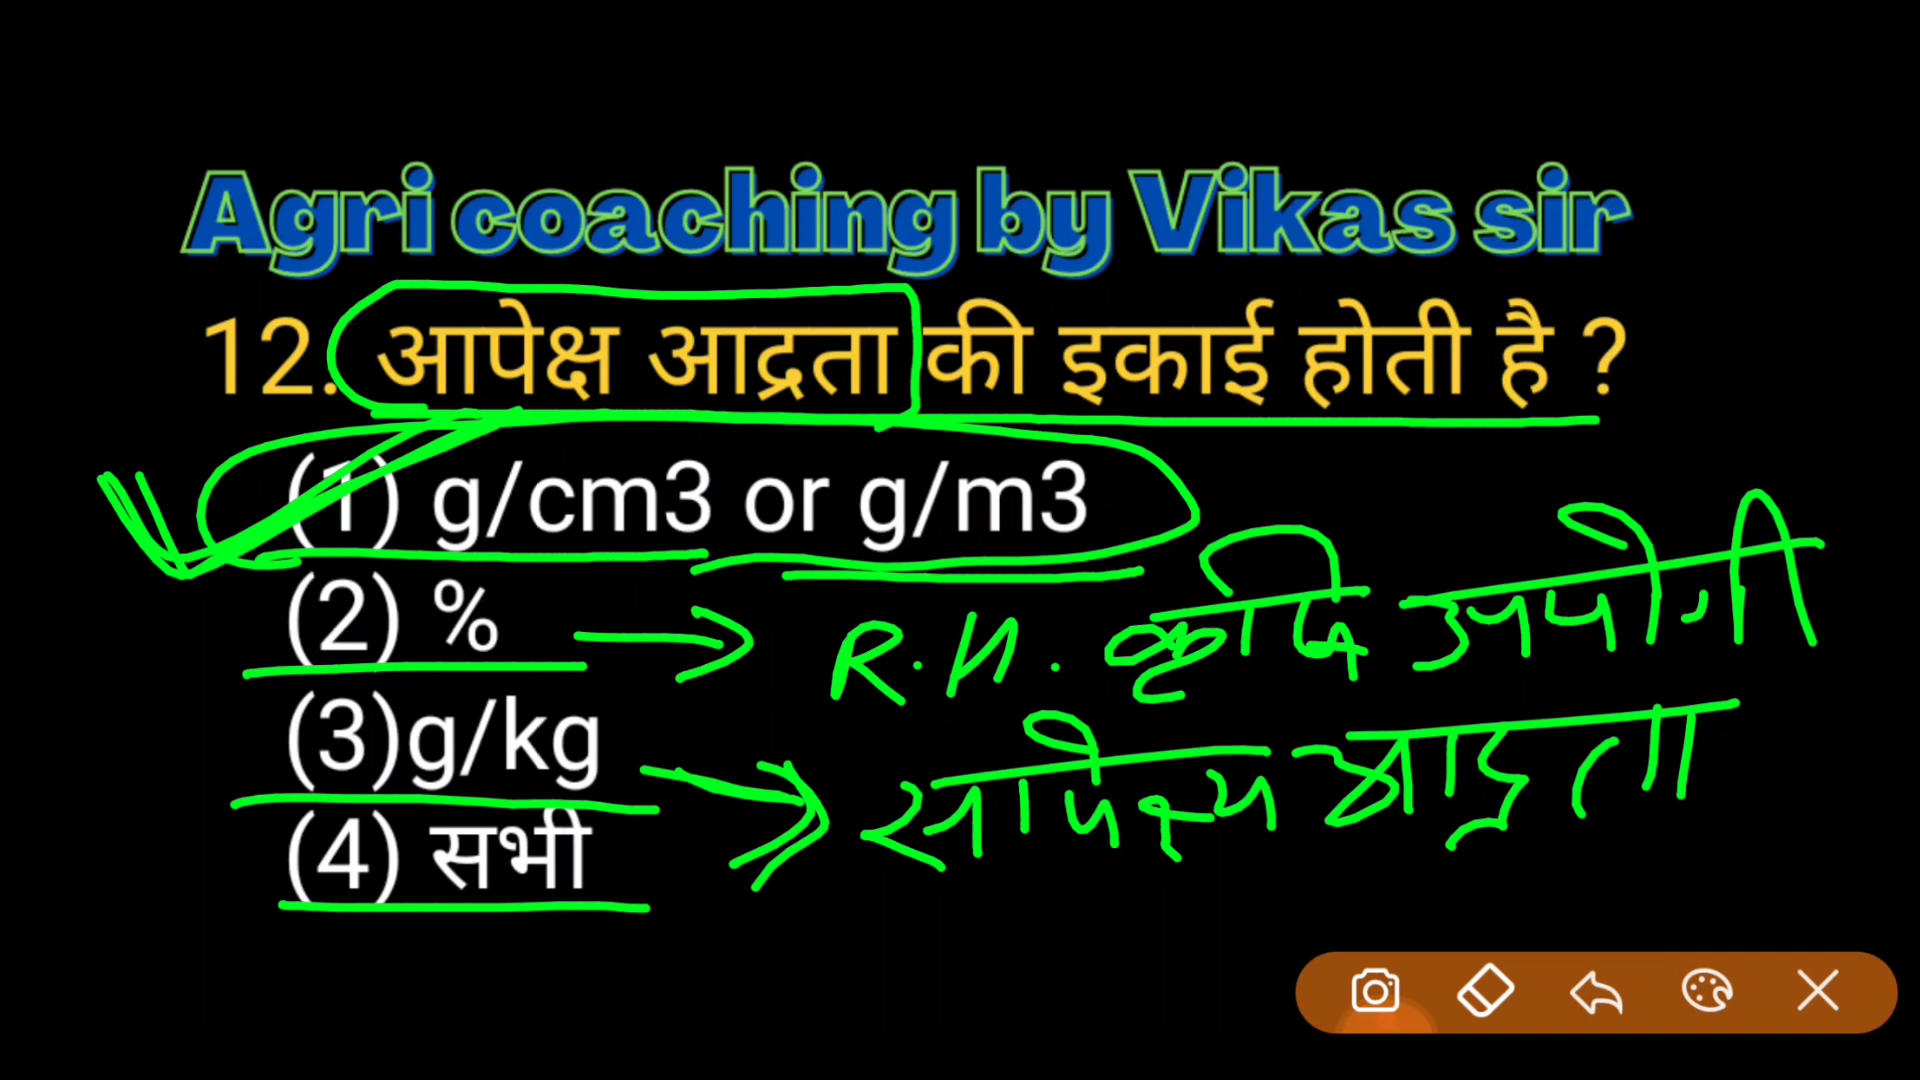 Agri coaching by Vikas sir
12. आपेक्ष आद्रता की इकाई होती है ?
(1) g/cm3 or g/m3
(2) %
R.H. कृषि उपयोगी
(3)g/kg
सापेक्ष्य आद्रता
(4) सभी